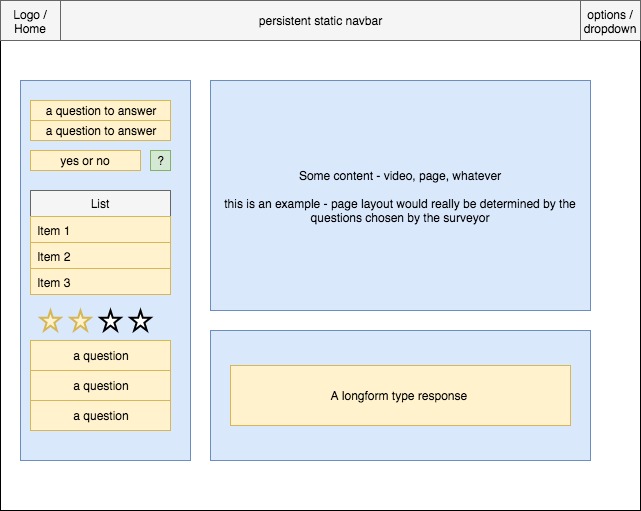 Logo /
Home
persistent static navbar
options /
dropdown
a question to answer
a question to answer
yes or no
?
List
Item 1
Item 2
Item 3
a question
a question
a question
Some content - video, page, whatever
this is an example - page layout would really be determined by the
questions chosen by the surveyor
A longform type response